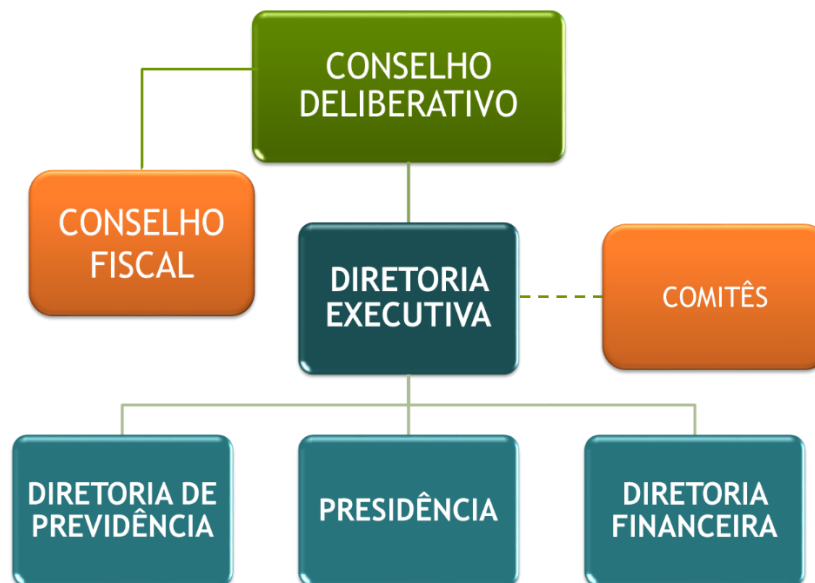 CONSELHO
DELIBERATIVO
CONSELHO
FISCAL
DIRETORIA
EXECUTIVA
COMITÊS
DIRETORIA DE
PREVIDÊNCIA
PRESIDÊNCIA
DIRETORIA
FINANCEIRA